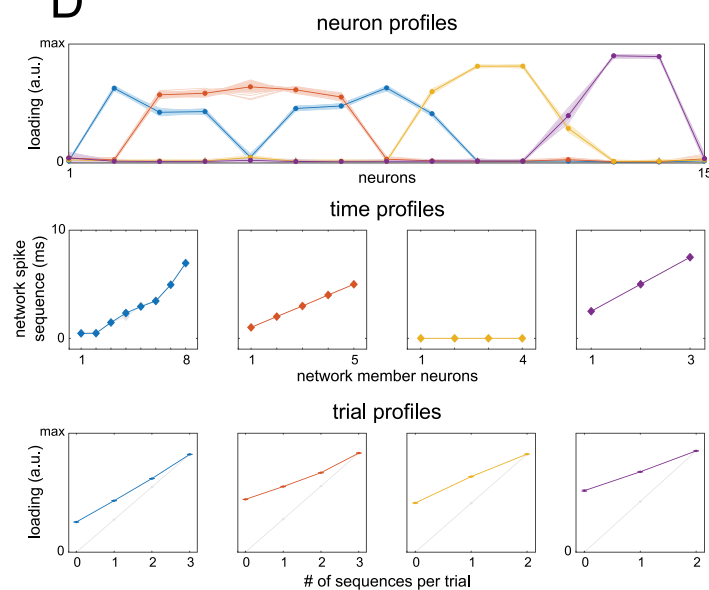 D
neuron profiles
max
loading (a.u.)
0
1
neurons
15
time profiles
10
network spike
sequence (ms)
0
1 8 1 5 1 4 1 3
network member neurons
trial profiles
max
loading (a.u.)
0 0
0 1 2 3 0 1 2 3 0 1 2 0 1 2
# of sequences per trial